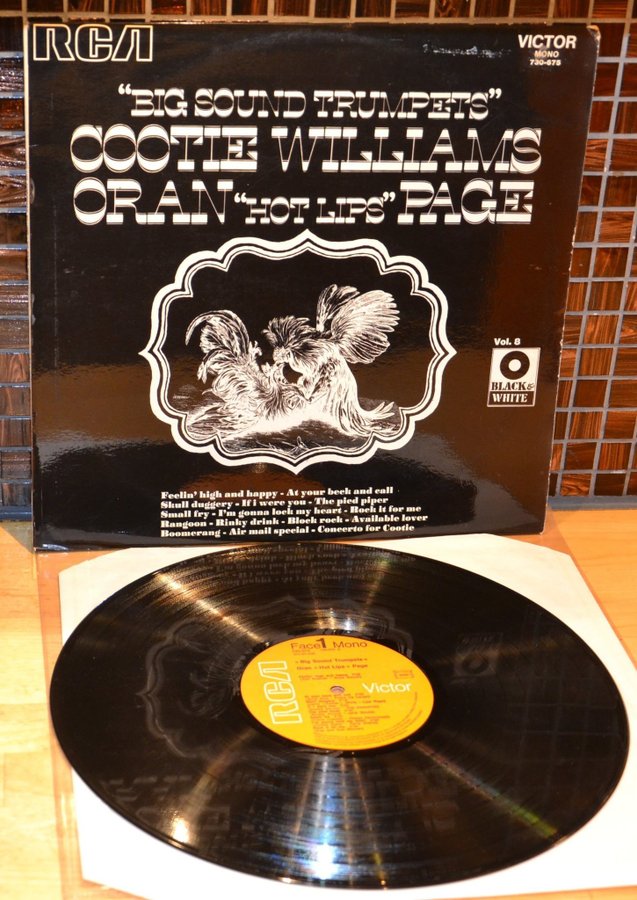 RCA
VICTOR
MONO
730-675
"BIG SOUND TRUMPETS"
COOTIE WILLIAMS
ORAN "HOT LIPS" PAGE
Vol. 8
BLACK &
WHITE
Feelin' high and happy - At your beck and call
Skull duggery - If i were you - The pied piper
Small fry - I'm gonna lock my heart - Rock it for me
Rangoon - Rinky drink - Block rock - Available lover
Boomerang - Air mail special - Concerto for Cootie
Face 1 Mono
« Big Sound Trumpets »
Oran « Hot Lips » Page
RCA
Victor